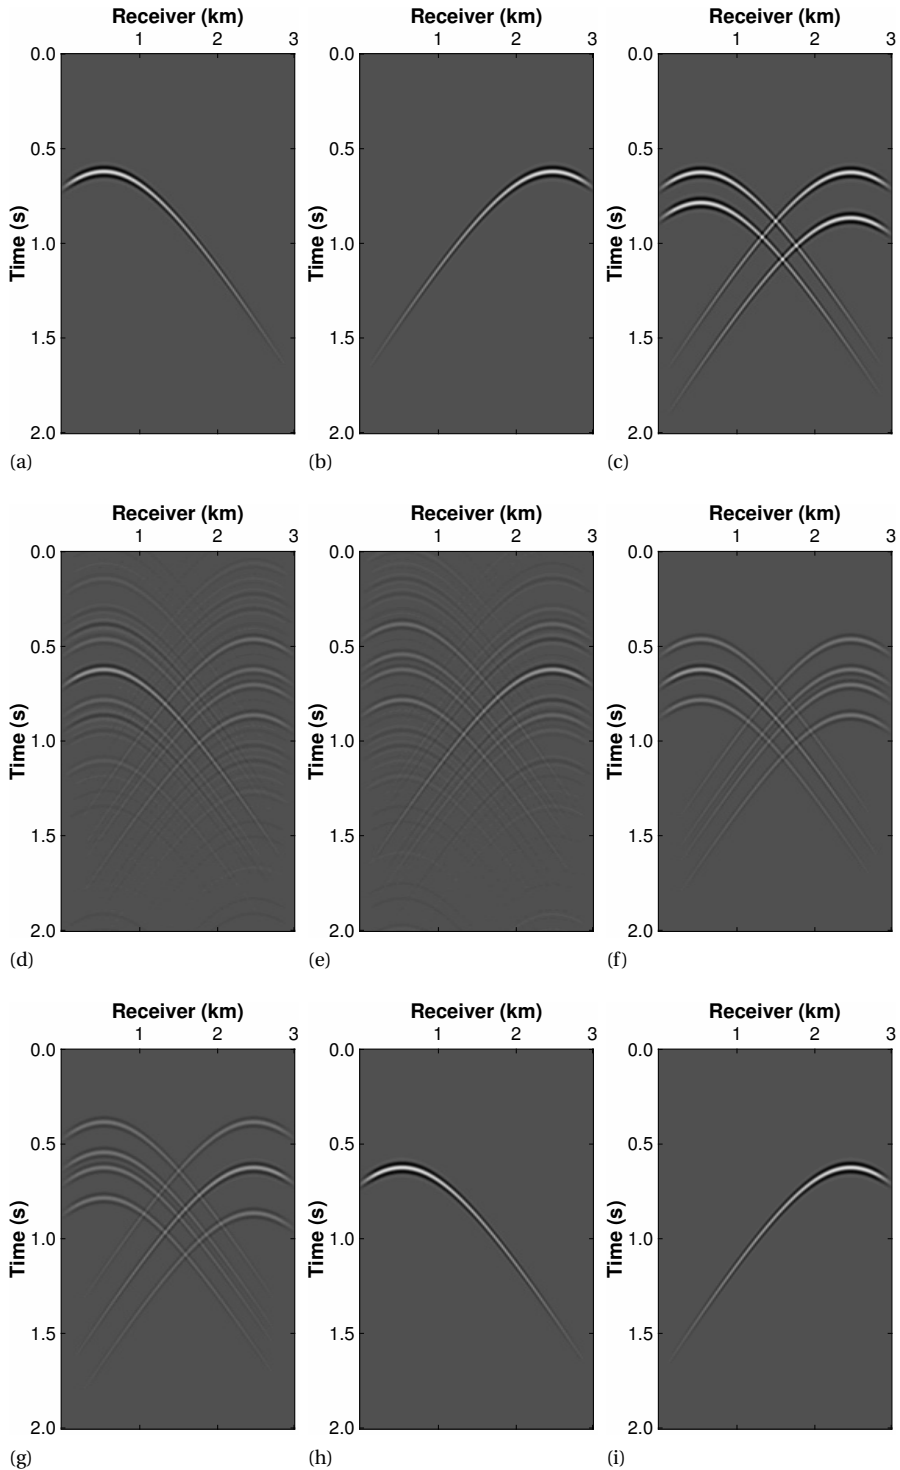 Receiver (km) Receiver (km) Receiver (km)
1 2 3 1 2 3 1 2 3
0.0 0.0 0.0
0.5 0.5 0.5
1.0 1.0 1.0
1.5 1.5 1.5
2.0 2.0 2.0
Time (s) Time (s) Time (s)
(a) (b) (c)
Receiver (km) Receiver (km) Receiver (km)
1 2 3 1 2 3 1 2 3
0.0 0.0 0.0
0.5 0.5 0.5
1.0 1.0 1.0
1.5 1.5 1.5
2.0 2.0 2.0
Time (s) Time (s) Time (s)
(d) (e) (f)
Receiver (km) Receiver (km) Receiver (km)
1 2 3 1 2 3 1 2 3
0.0 0.0 0.0
0.5 0.5 0.5
1.0 1.0 1.0
1.5 1.5 1.5
2.0 2.0 2.0
Time (s) Time (s) Time (s)
(g) (h) (i)